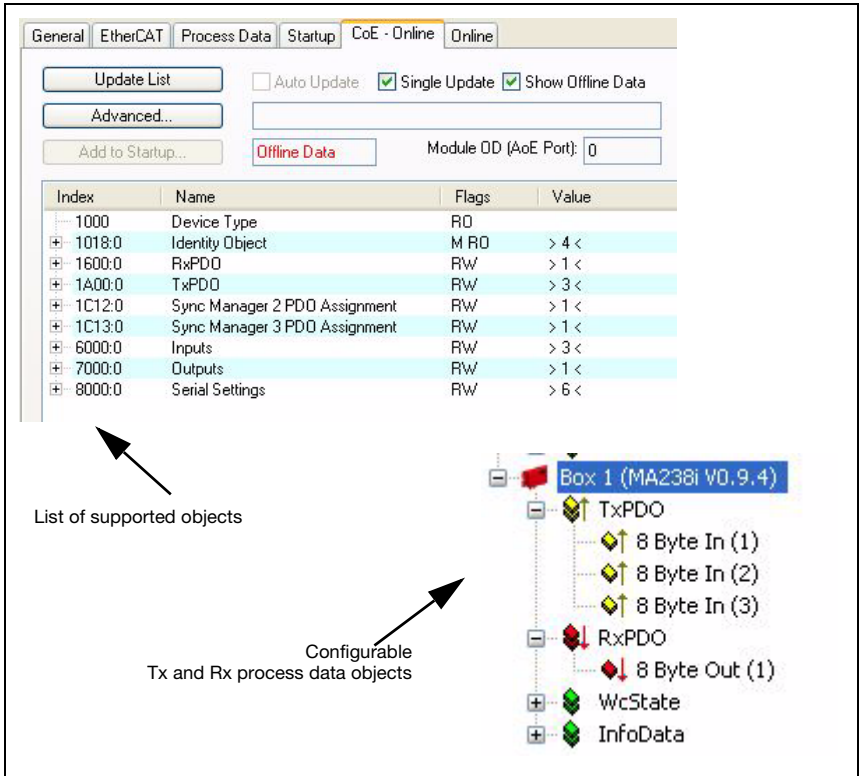 General EtherCAT Process Data Startup CoE - Online Online
Update List Auto Update Single Update Show Offline Data
Advanced...
Add to Startup... Offline Data Module OD (AoE Port): 0
Index Name Flags Value
1000 Device Type RO
1018:0 Identity Object M RO > 4 <
1600:0 RxPDO RW > 1 <
1A00:0 TxPDO RW > 3 <
1C12:0 Sync Manager 2 PDO Assignment RW > 1 <
1C13:0 Sync Manager 3 PDO Assignment RW > 1 <
6000:0 Inputs RW > 3 <
7000:0 Outputs RW > 1 <
8000:0 Serial Settings RW > 6 <
List of supported objects
Box 1 (MA238i V0.9.4)
TxPDO
8 Byte In (1)
8 Byte In (2)
8 Byte In (3)
RxPDO
8 Byte Out (1)
WcState
InfoData
Configurable
Tx and Rx process data objects